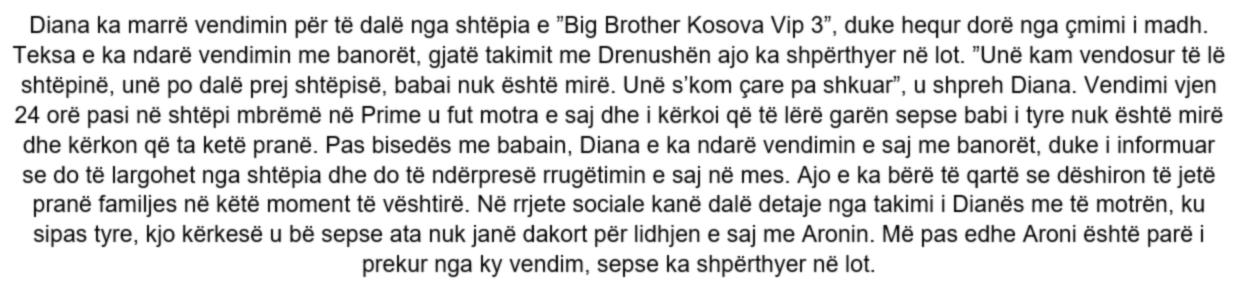 Diana ka marrë vendimin për të dalë nga shtëpia e ”Big Brother Kosova Vip 3”, duke hequr dorë nga çmimi i madh.
Teksa e ka ndarë vendimin me banorët, gjatë takimit me Drenushën ajo ka shpërthyer në lot. ”Unë kam vendosur të lë
shtëpinë, unë po dalë prej shtëpisë, babai nuk është mirë. Unë s’kom çare pa shkuar”, u shpreh Diana. Vendimi vjen
24 orë pasi në shtëpi mbrëmë në Prime u fut motra e saj dhe i kërkoi që të lërë garën sepse babi i tyre nuk është mirë
dhe kërkon që ta ketë pranë. Pas bisedës me babain, Diana e ka ndarë vendimin e saj me banorët, duke i informuar
se do të largohet nga shtëpia dhe do të ndërpresë rrugëtimin e saj në mes. Ajo e ka bërë të qartë se dëshiron të jetë
pranë familjes në këtë moment të vështirë. Në rrjete sociale kanë dalë detaje nga takimi i Dianës me të motrën, ku
sipas tyre, kjo kërkesë u bë sepse ata nuk janë dakort për lidhjen e saj me Aronin. Më pas edhe Aroni është parë i
prekur nga ky vendim, sepse ka shpërthyer në lot.